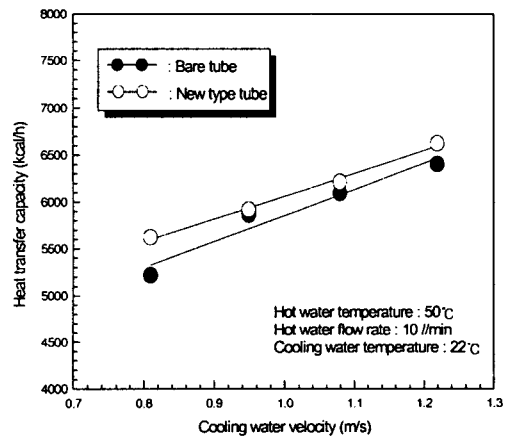 8000
7000
6500
6000
5500
5000
4500
4000
Heat transfer capacity (kcal/h)
: Bare tube
: New type tube
Hot water temperature : 50℃
Hot water flow rate : 10 l/min
Cooling water temperature : 22℃
0.7 0.8 0.9 1.0 1.1 1.2 1.3
Cooling water velocity (m/s)